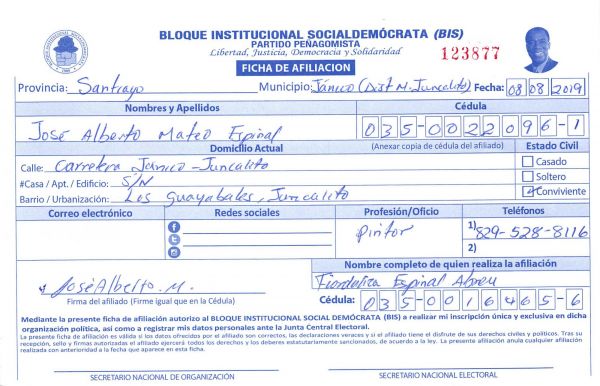 BLOQUE INSTITUCIONAL SOCIALDEMÓCRATA (BIS)
PARTIDO PEÑAGOMISTA
Libertad, Justicia, Democracia y Solidaridad
123877
FICHA DE AFILIACION
Provincia: Santiago Municipio: Jánico (Dist. M. Juncalito) Fecha: 08 08 2019
Nombres y Apellidos Cédula
José Alberto Mateo Espinal 035-0022096-1
Domicilio Actual (Anexar copia de cédula del afiliado) Estado Civil
Calle: Carretera Jánico-Juncalito Casado
#Casa / Apt. / Edificio: S/N Soltero
Barrio / Urbanización: Los Guayabales, Juncalito Conviviente
Correo electrónico Redes sociales Profesión/Oficio Teléfonos
Pintor 1) 829-528-8116
2)
Nombre completo de quien realiza la afiliación
José Alberto. M. Fiordaliza Espinal Abreu
Firma del afiliado (Firme igual que en la Cédula) Cédula: 035-0016465-6
Mediante la presente ficha de afiliación autorizo al BLOQUE INSTITUCIONAL SOCIAL DEMÓCRATA (BIS) a realizar mi inscripción única y exclusiva en dicha
organización política, así como a registrar mis datos personales ante la Junta Central Electoral.
La presente ficha de afiliación es válida si los datos ofrecidos por el afiliado son correctos, las declaraciones veraces y si el afiliado tiene el disfrute de sus derechos civiles y políticos. Tras su
recepción, sello y firmas autorizadas el afiliado ejercerá todos los derechos y los deberes estatutariamente sancionados, de acuerdo a la ley. La presente afiliación anula cualquier afiliación
realizada con anterioridad a la fecha que aparece en esta ficha.
SECRETARIO NACIONAL DE ORGANIZACIÓN SECRETARIO NACIONAL ELECTORAL